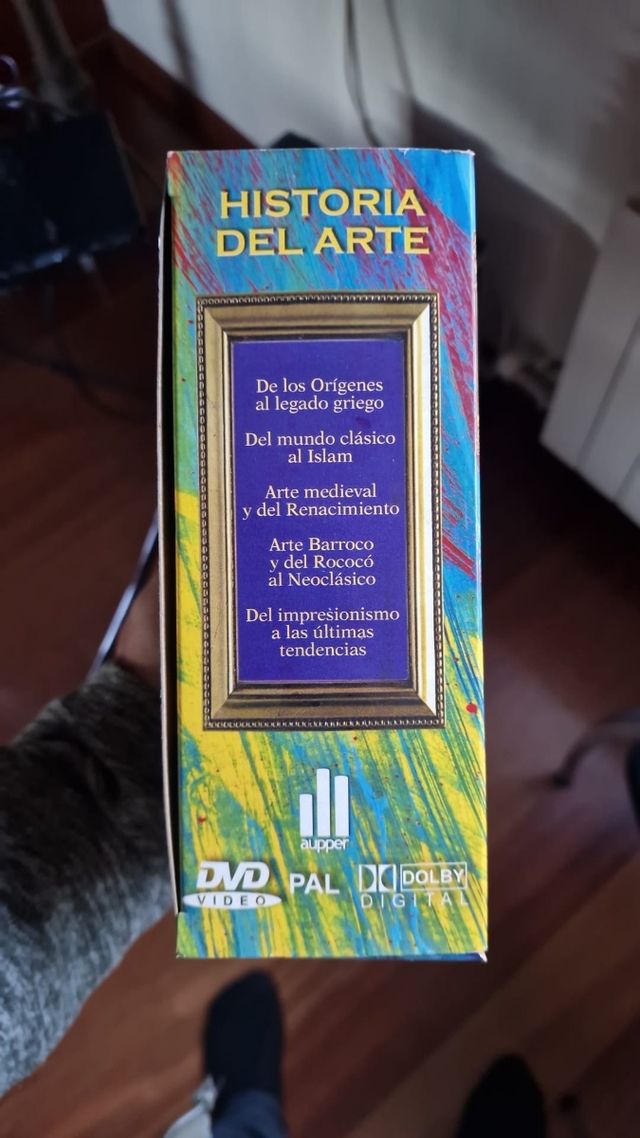 HISTORIA
DEL ARTE
De los Orígenes
al legado griego
Del mundo clásico
al Islam
Arte medieval
y del Renacimiento
Arte Barroco
y del Rococó
al Neoclásico
Del impresionismo
a las últimas
tendencias
aupper
DVD
VIDEO
PAL
DOLBY
DIGITAL